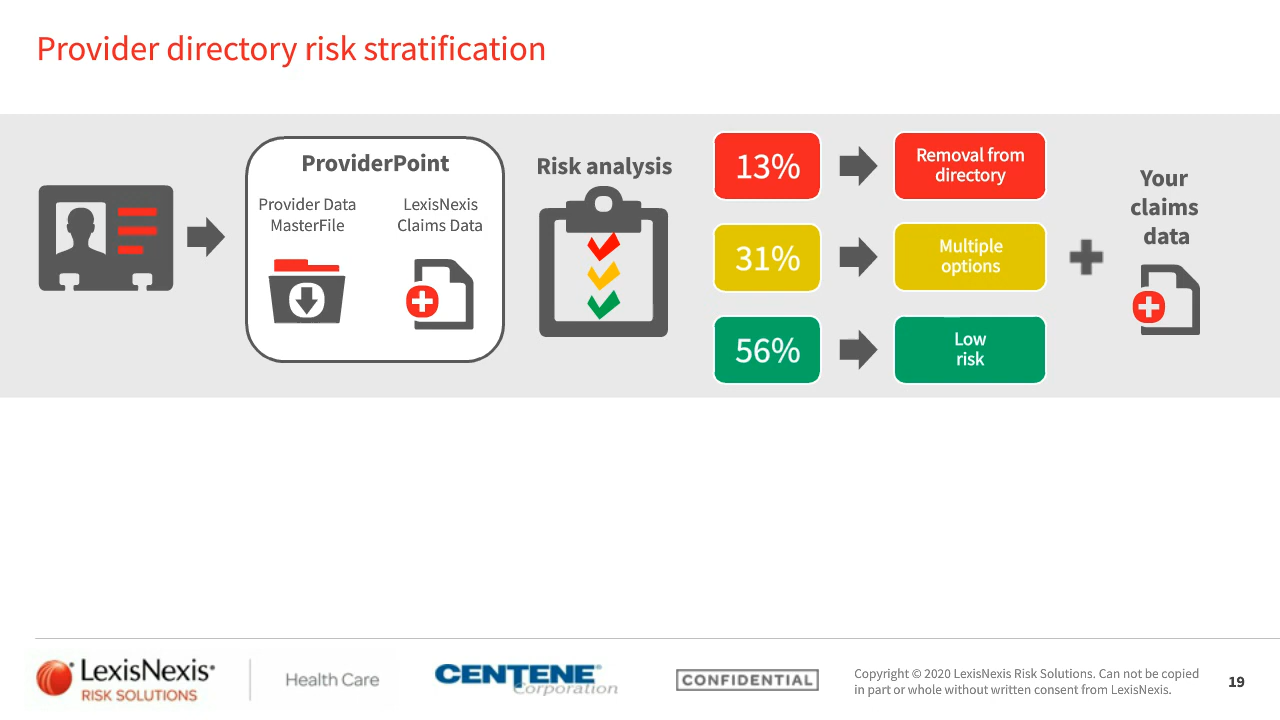 Provider directory risk stratification
ProviderPoint
Provider Data
MasterFile
LexisNexis
Claims Data
Risk analysis
13%
Removal from
directory
31%
Multiple
options
56%
Low
risk
Your
claims
data
LexisNexis®
RISK SOLUTIONS
Health Care
CENTENE®
Corporation
CONFIDENTIAL
Copyright © 2020 LexisNexis Risk Solutions. Can not be copied
in part or whole without written consent from LexisNexis.
19